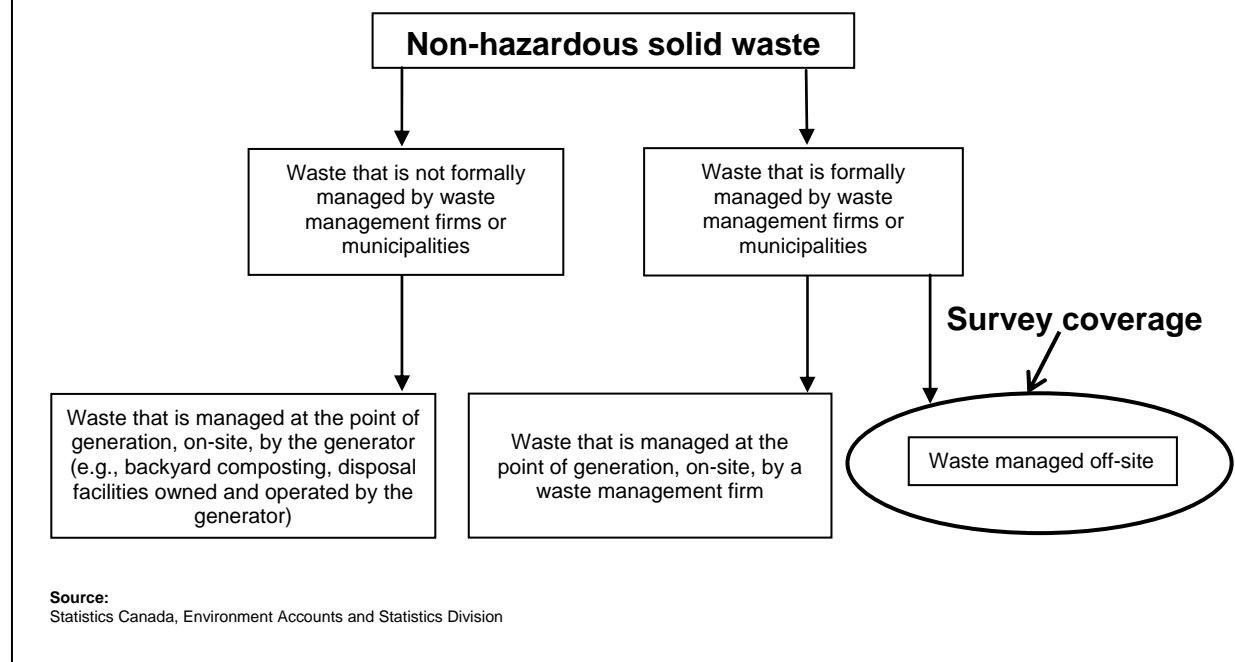 Non-hazardous solid waste
Waste that is not formally
managed by waste
management firms or
municipalities
Waste that is formally
managed by waste
management firms or
municipalities
Survey coverage
Waste that is managed at the point of
generation, on-site, by the generator
(e.g., backyard composting, disposal
facilities owned and operated by the
generator)
Waste that is managed at the
point of generation, on-site, by a
waste management firm
Waste managed off-site
Source:
Statistics Canada, Environment Accounts and Statistics Division